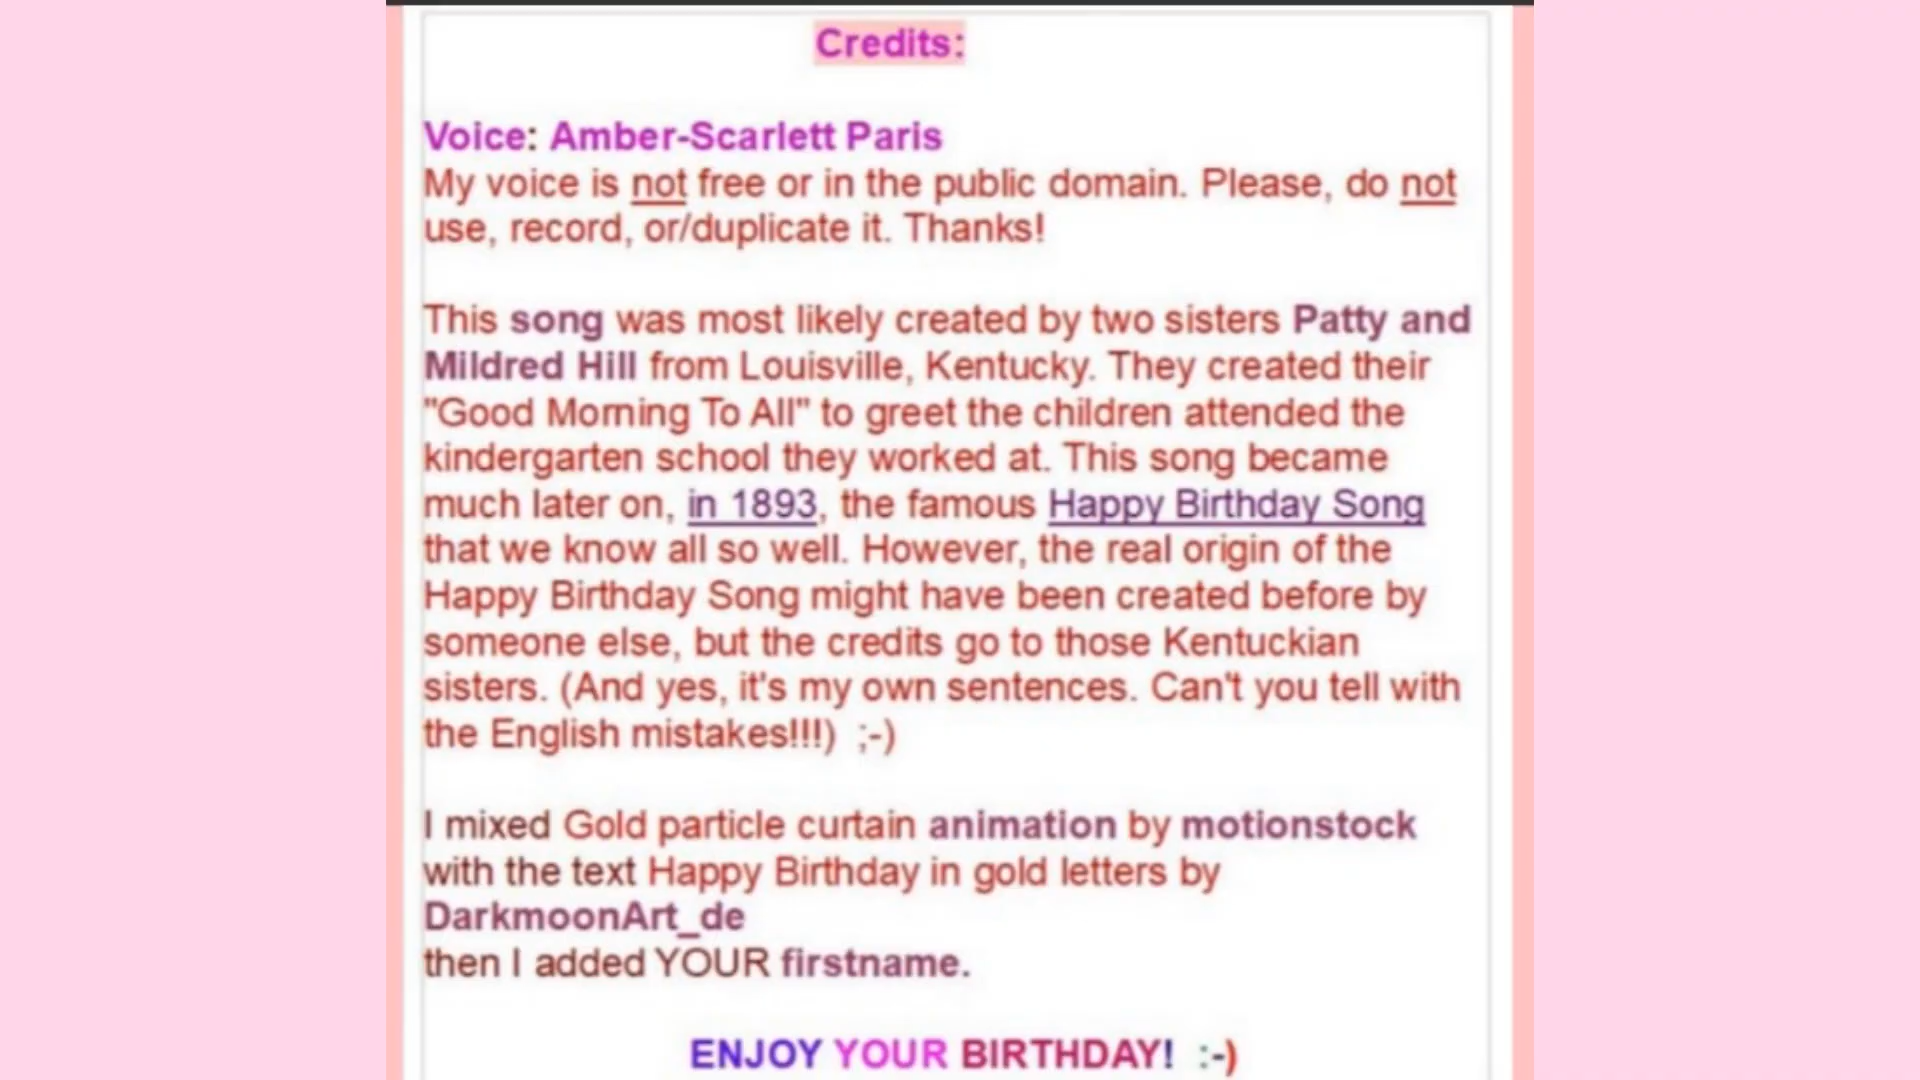 Credits:
Voice: Amber-Scarlett Paris
My voice is not free or in the public domain. Please, do not
use, record, or/duplicate it. Thanks!
This song was most likely created by two sisters Patty and
Mildred Hill from Louisville, Kentucky. They created their
"Good Morning To All" to greet the children attended the
kindergarten school they worked at. This song became
much later on, in 1893, the famous Happy Birthday Song
that we know all so well. However, the real origin of the
Happy Birthday Song might have been created before by
someone else, but the credits go to those Kentuckian
sisters. (And yes, it's my own sentences. Can't you tell with
the English mistakes!!!) ;-)
I mixed Gold particle curtain animation by motionstock
with the text Happy Birthday in gold letters by
DarkmoonArt_de
then I added YOUR firstname.
ENJOY YOUR BIRTHDAY! :-)